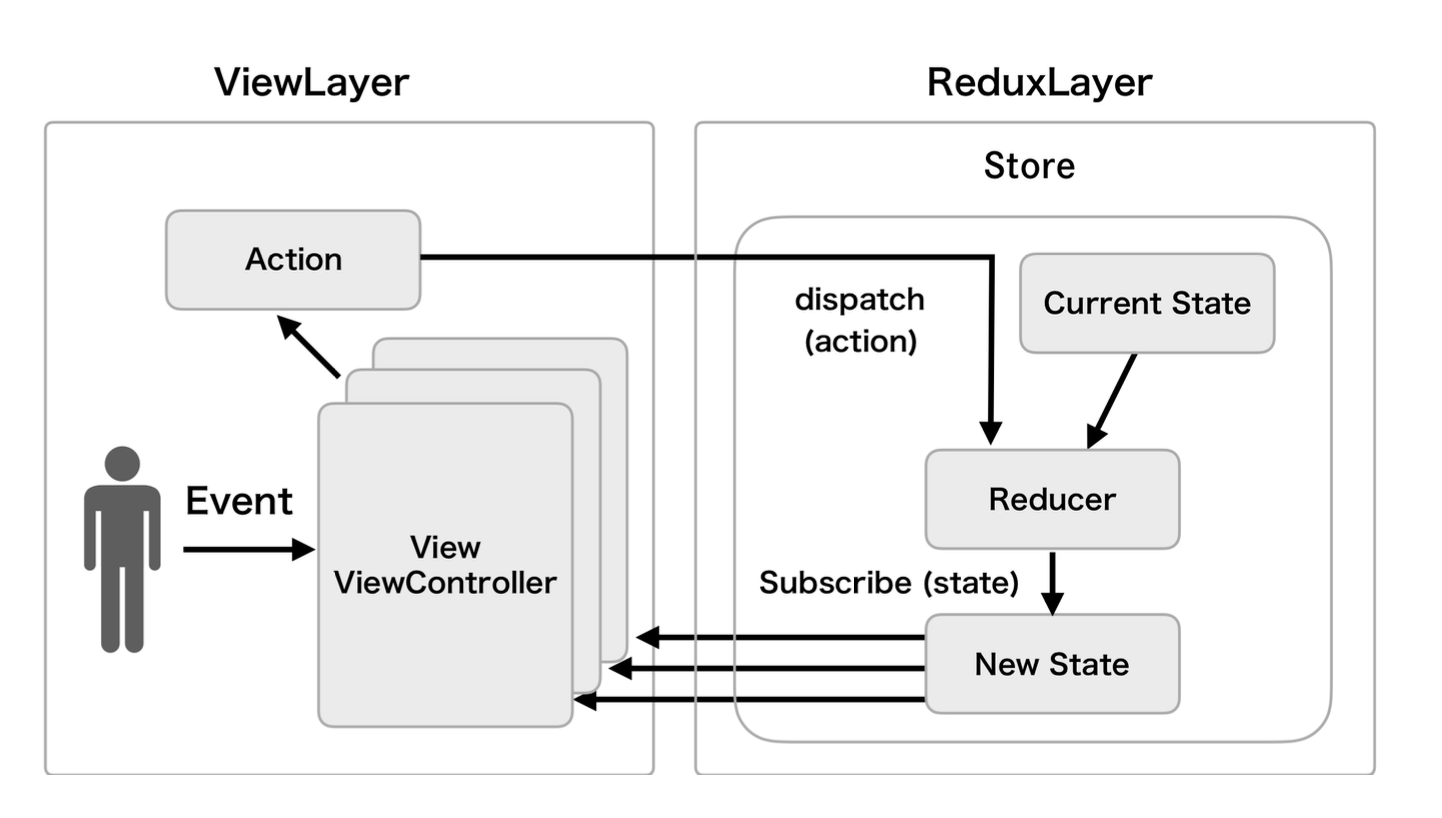 ViewLayer
ReduxLayer
Store
Action
dispatch
(action)
Current State
Event
View
ViewController
Reducer
Subscribe (state)
New State